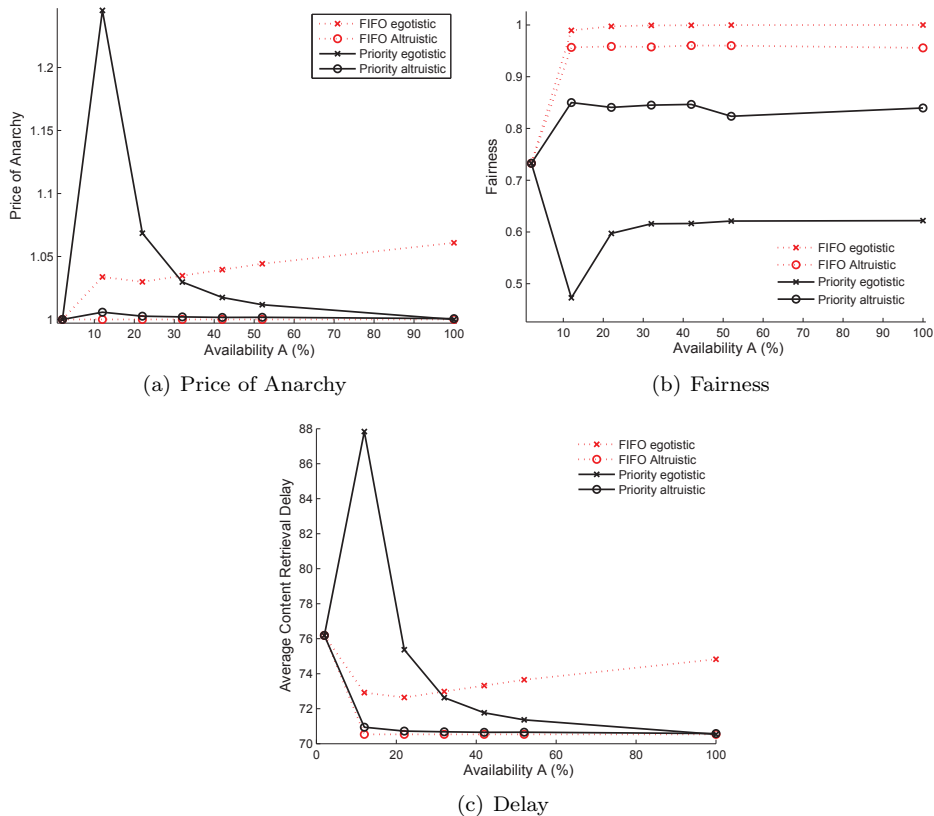 1.2
1.15
1.1
1.05
1
Price of Anarchy
FIFO egotistic
FIFO Altruistic
Priority egotistic
Priority altruistic
10 20 30 40 50 60 70 80 90 100
Availability A (%)
(a) Price of Anarchy
1
0.9
0.8
0.7
0.6
0.5
Fairness
FIFO egotistic
FIFO Altruistic
Priority egotistic
Priority altruistic
10 20 30 40 50 60 70 80 90 100
Availability A (%)
(b) Fairness
88
86
84
82
80
78
76
74
72
70
Average Content Retrieval Delay
FIFO egotistic
FIFO Altruistic
Priority egotistic
Priority altruistic
0 20 40 60 80 100
Availability A (%)
(c) Delay